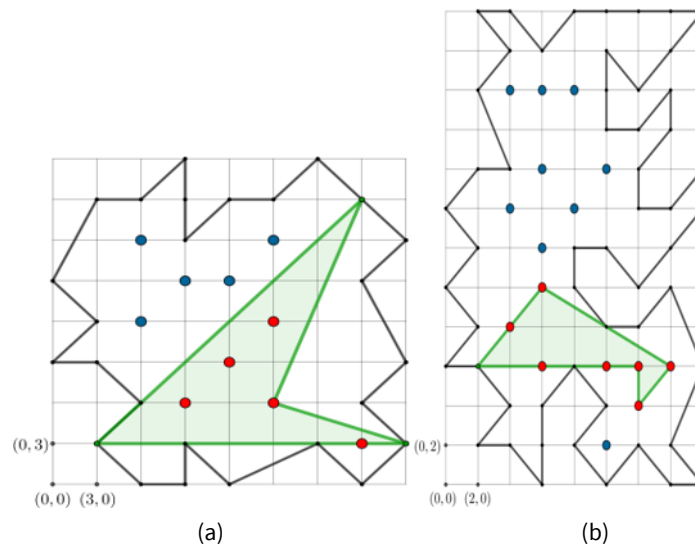 (0, 3)
(0, 2)
(0, 0) (3, 0)
(0, 0) (2, 0)
(a)
(b)